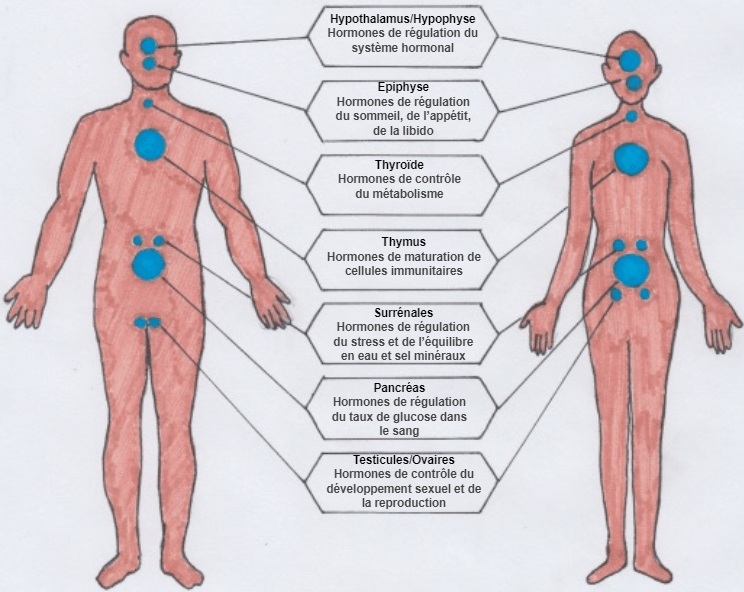 Hypothalamus/Hypophyse
Hormones de régulation du
système hormonal
Epiphyse
Hormones de régulation
du sommeil, de l'appétit,
de la libido
Thyroïde
Hormones de contrôle
du métabolisme
Thymus
Hormones de maturation de
cellules immunitaires
Surrénales
Hormones de régulation
du stress et de l'équilibre
en eau et sel minéraux
Pancréas
Hormones de régulation
du taux de glucose dans
le sang
Testicules/Ovaires
Hormones de contrôle du
développement sexuel et de
la reproduction